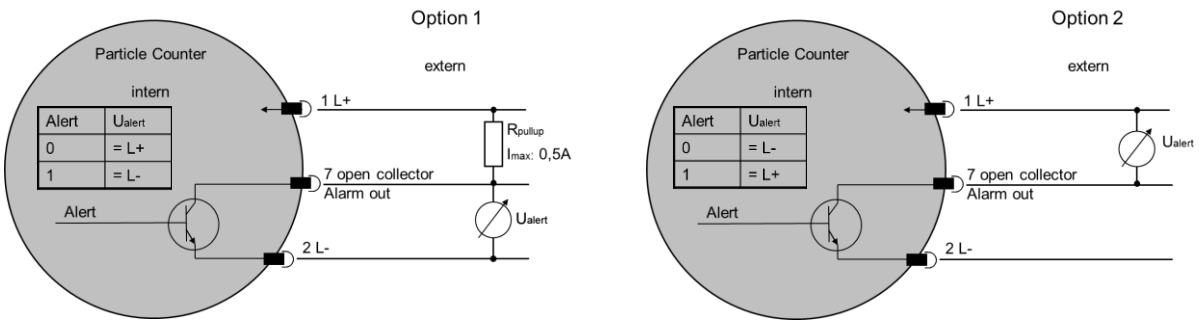 Option 1
Particle Counter
extern
intern
1 L+
Alert Ualert
0 = L+
1 = L-
Rpullup
Imax: 0,5A
7 open collector
Alarm out
Alert
Ualert
2 L-
Option 2
Particle Counter
extern
intern
1 L+
Alert Ualert
0 = L-
1 = L+
Ualert
7 open collector
Alarm out
Alert
2 L-